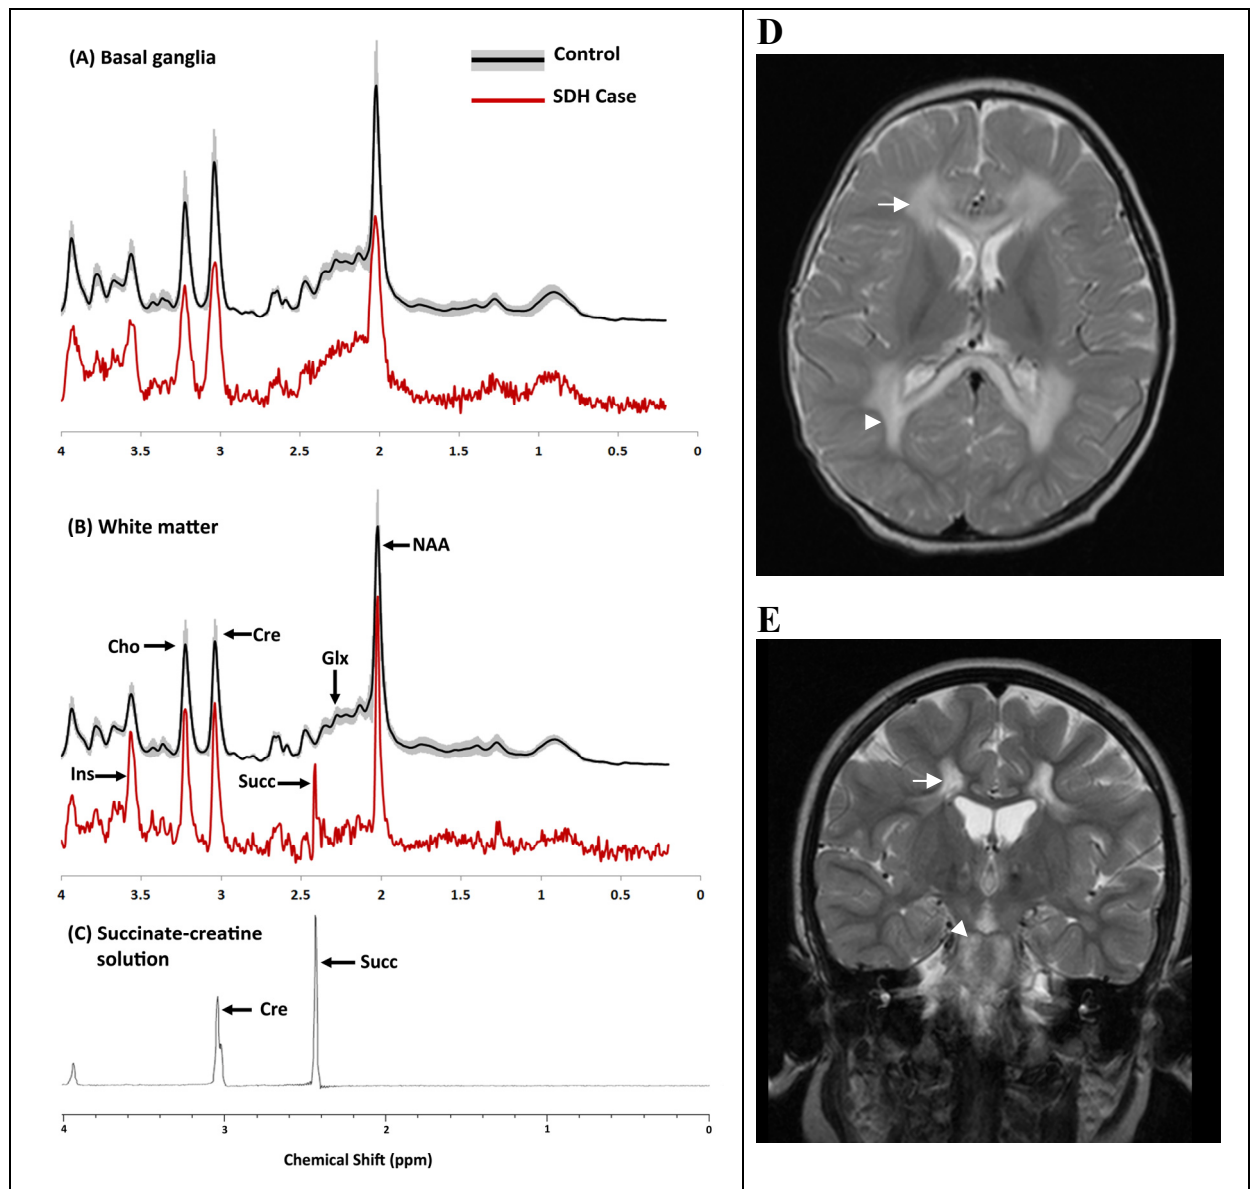 (A) Basal ganglia
Control
SDH Case
4 3.5 3 2.5 2 1.5 1 0.5 0
(B) White matter
NAA
Cho
Cre
Glx
Ins
Succ
4 3.5 3 2.5 2 1.5 1 0.5 0
(C) Succinate-creatine
solution
Succ
Cre
4 3 2 1 0
Chemical Shift (ppm)
D
E